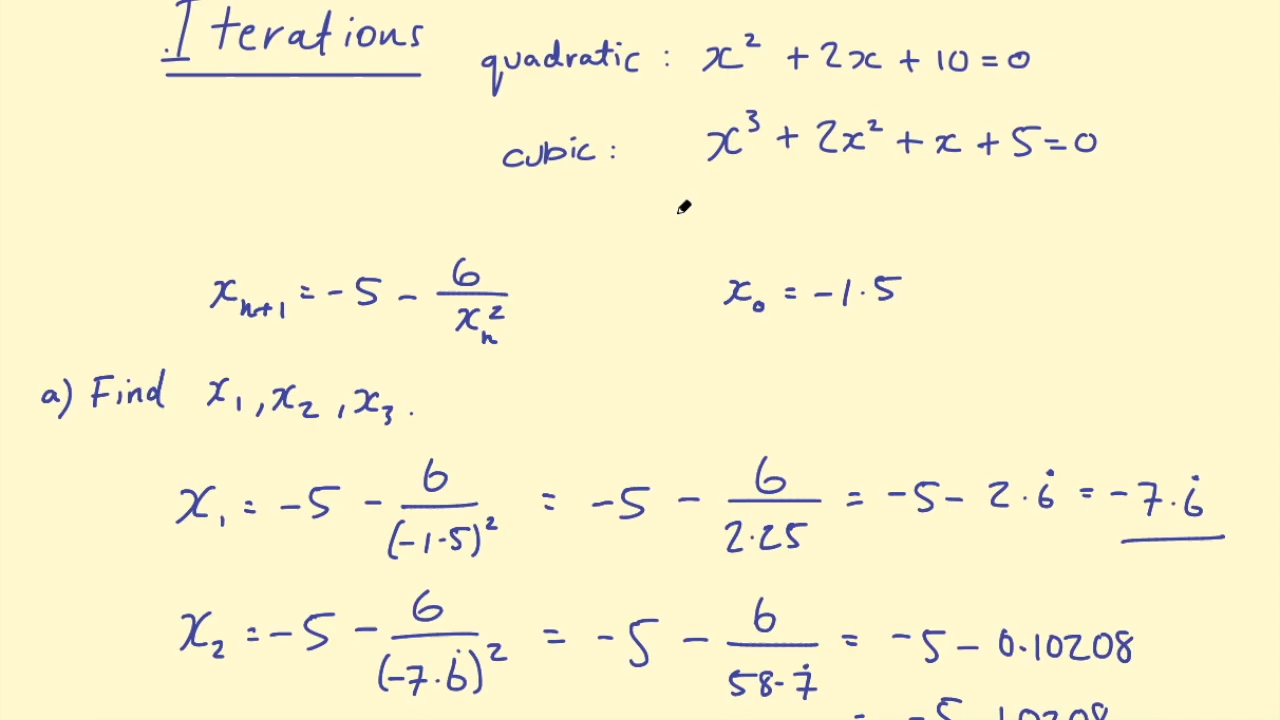 Iterations
quadratic : x² + 2x + 10 = 0
cubic : x³ + 2x² + x + 5 = 0
xₙ₊₁ = -5 - 6/xₙ² x₀ = -1.5
a) Find x₁, x₂, x₃.
x₁ = -5 - 6/(-1.5)² = -5 - 6/2.25 = -5 - 2.6̇ = -7.6̇
x₂ = -5 - 6/(-7.6̇)² = -5 - 6/58.7̇ = -5 - 0.10208
= -5.10208